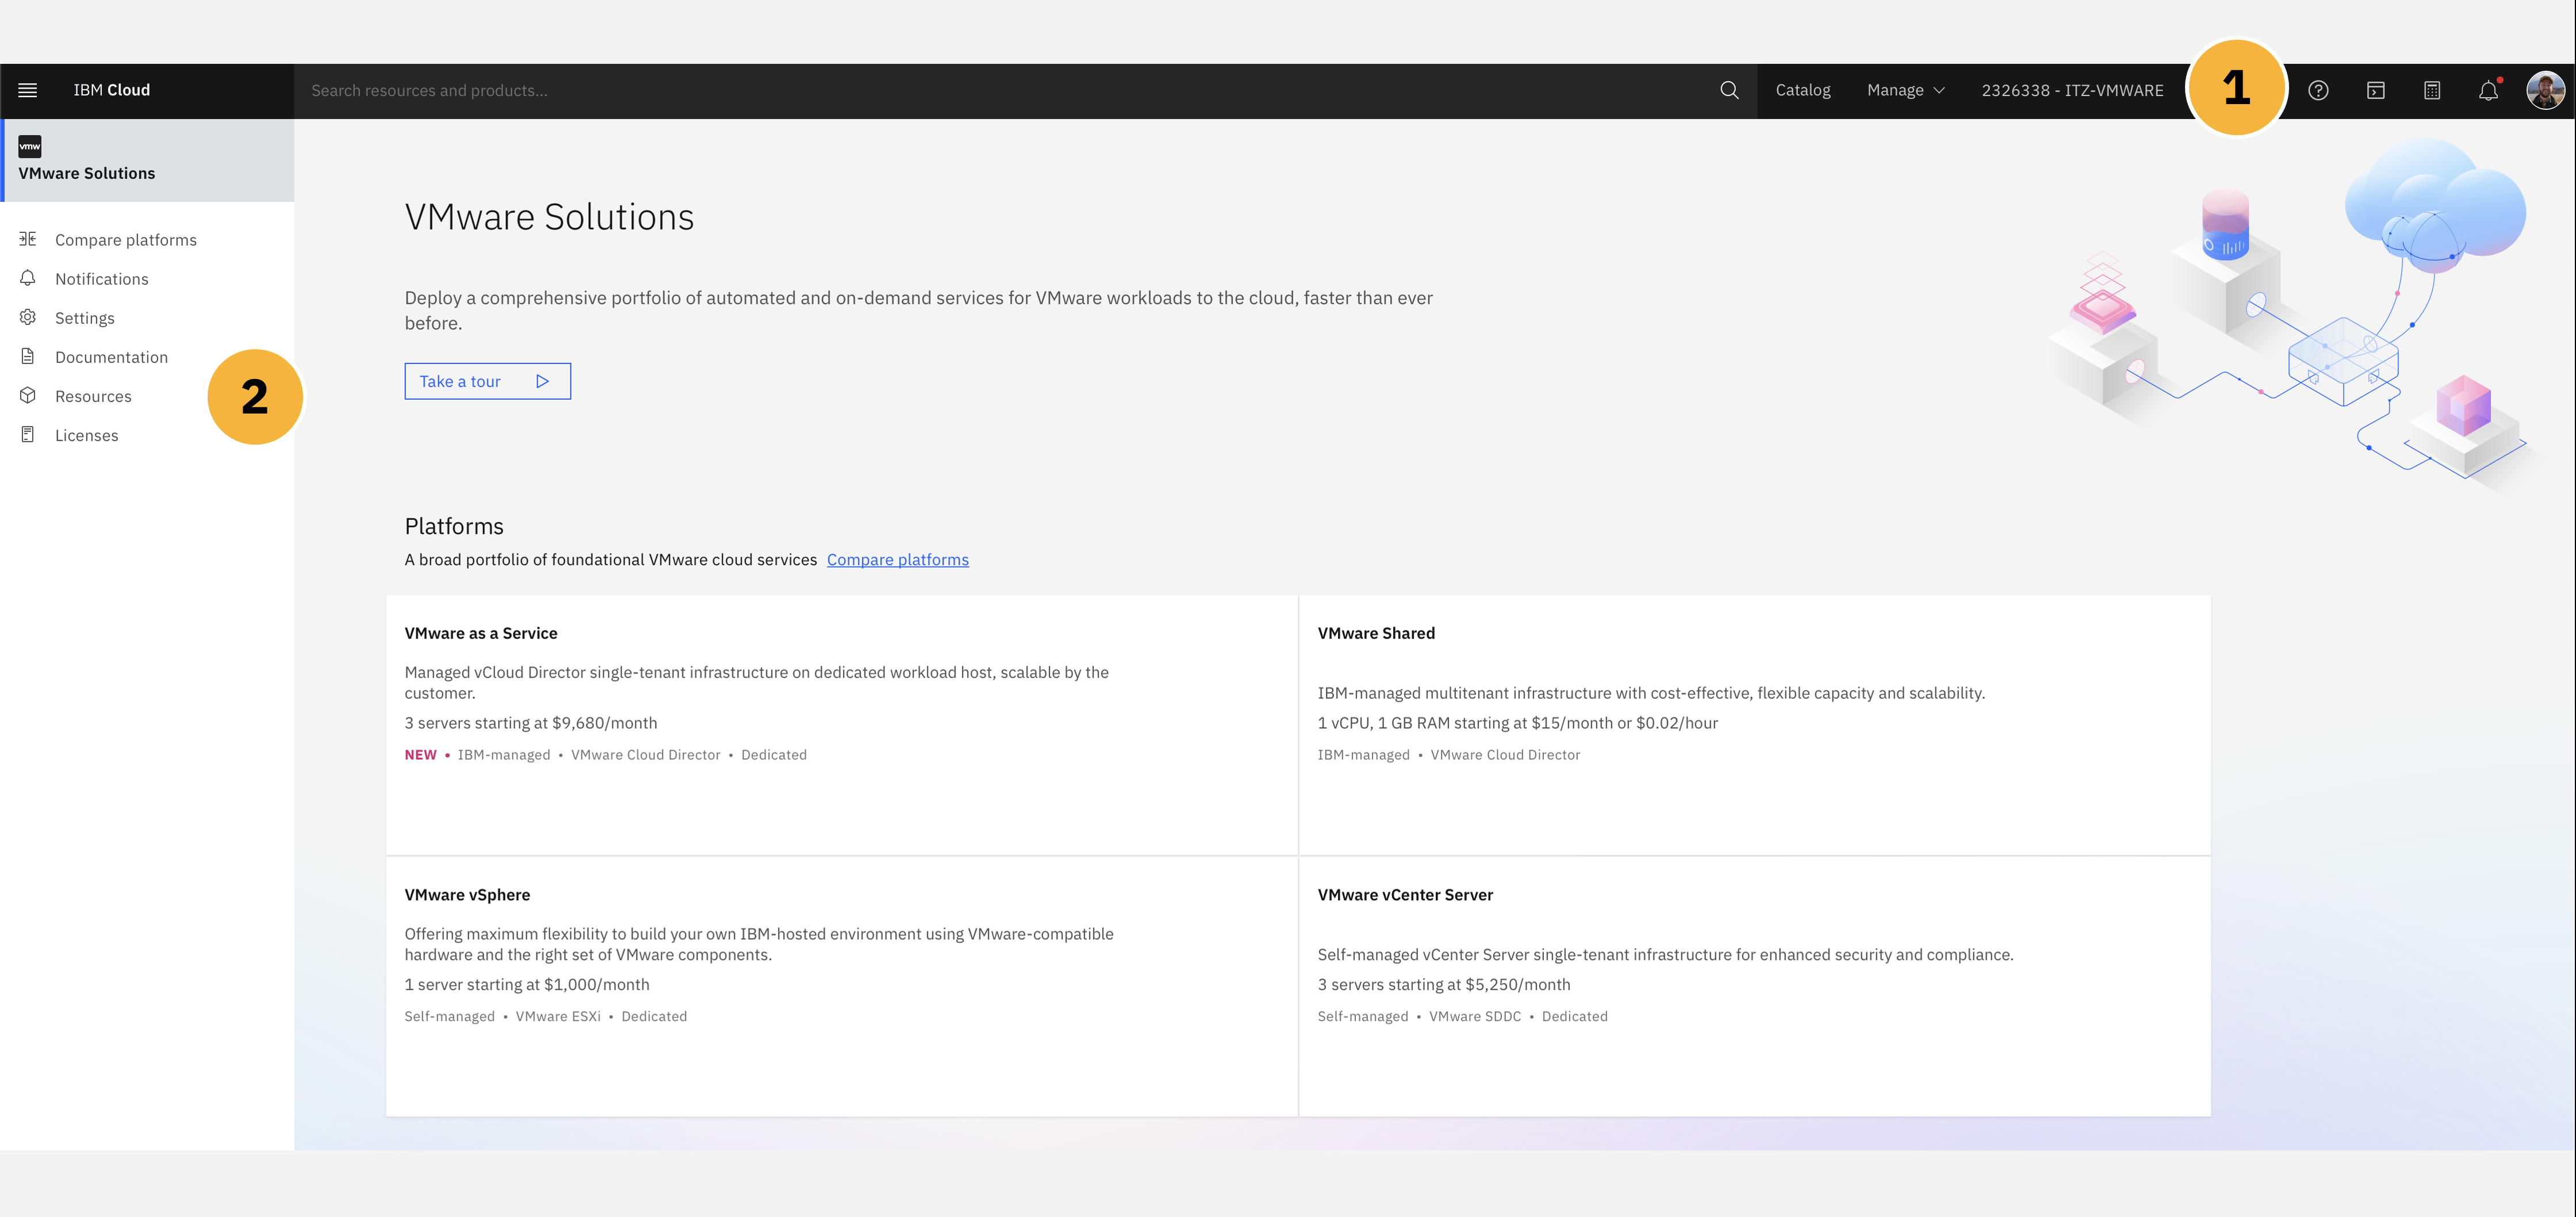 IBM Cloud
Search resources and products...
Catalog
Manage
2326338 - ITZ-VMWARE
1
vmw
VMware Solutions
Compare platforms
Notifications
Settings
Documentation
Resources
Licenses
2
VMware Solutions
Deploy a comprehensive portfolio of automated and on-demand services for VMware workloads to the cloud, faster than ever
before.
Take a tour
Platforms
A broad portfolio of foundational VMware cloud services Compare platforms
VMware as a Service
Managed vCloud Director single-tenant infrastructure on dedicated workload host, scalable by the
customer.
3 servers starting at $9,680/month
NEW • IBM-managed • VMware Cloud Director • Dedicated
VMware Shared
IBM-managed multitenant infrastructure with cost-effective, flexible capacity and scalability.
1 vCPU, 1 GB RAM starting at $15/month or $0.02/hour
IBM-managed • VMware Cloud Director
VMware vSphere
Offering maximum flexibility to build your own IBM-hosted environment using VMware-compatible
hardware and the right set of VMware components.
1 server starting at $1,000/month
Self-managed • VMware ESXi • Dedicated
VMware vCenter Server
Self-managed vCenter Server single-tenant infrastructure for enhanced security and compliance.
3 servers starting at $5,250/month
Self-managed • VMware SDDC • Dedicated